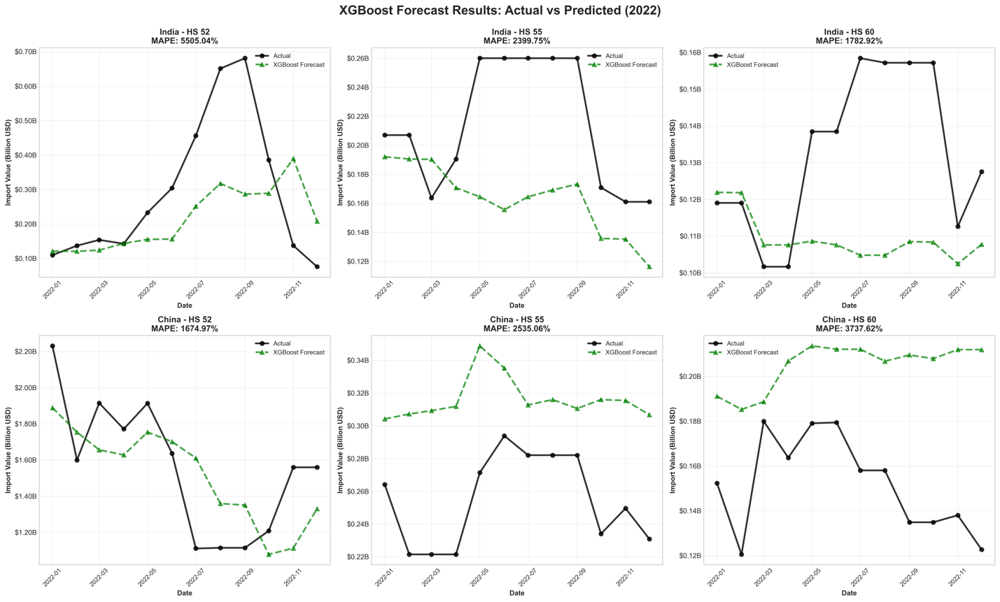 XGBoost Forecast Results: Actual vs Predicted (2022)
India - HS 52
MAPE: 5505.04%
Import Value (Billion USD)
$0.70B
$0.60B
$0.50B
$0.40B
$0.30B
$0.20B
$0.10B
Actual
XGBoost Forecast
2022-01
2022-03
2022-05
2022-07
2022-09
2022-11
Date
India - HS 55
MAPE: 2399.75%
Import Value (Billion USD)
$0.26B
$0.24B
$0.22B
$0.20B
$0.18B
$0.16B
$0.14B
$0.12B
Actual
XGBoost Forecast
2022-01
2022-03
2022-05
2022-07
2022-09
2022-11
Date
India - HS 60
MAPE: 1782.92%
Import Value (Billion USD)
$0.16B
$0.15B
$0.14B
$0.13B
$0.12B
$0.11B
$0.10B
Actual
XGBoost Forecast
2022-01
2022-03
2022-05
2022-07
2022-09
2022-11
Date
China - HS 52
MAPE: 1674.97%
Import Value (Billion USD)
$2.20B
$2.00B
$1.80B
$1.60B
$1.40B
$1.20B
Actual
XGBoost Forecast
2022-01
2022-03
2022-05
2022-07
2022-09
2022-11
Date
China - HS 55
MAPE: 2535.06%
Import Value (Billion USD)
$0.34B
$0.32B
$0.30B
$0.28B
$0.26B
$0.24B
$0.22B
Actual
XGBoost Forecast
2022-01
2022-03
2022-05
2022-07
2022-09
2022-11
Date
China - HS 60
MAPE: 3737.62%
Import Value (Billion USD)
$0.20B
$0.18B
$0.16B
$0.14B
$0.12B
Actual
XGBoost Forecast
2022-01
2022-03
2022-05
2022-07
2022-09
2022-11
Date